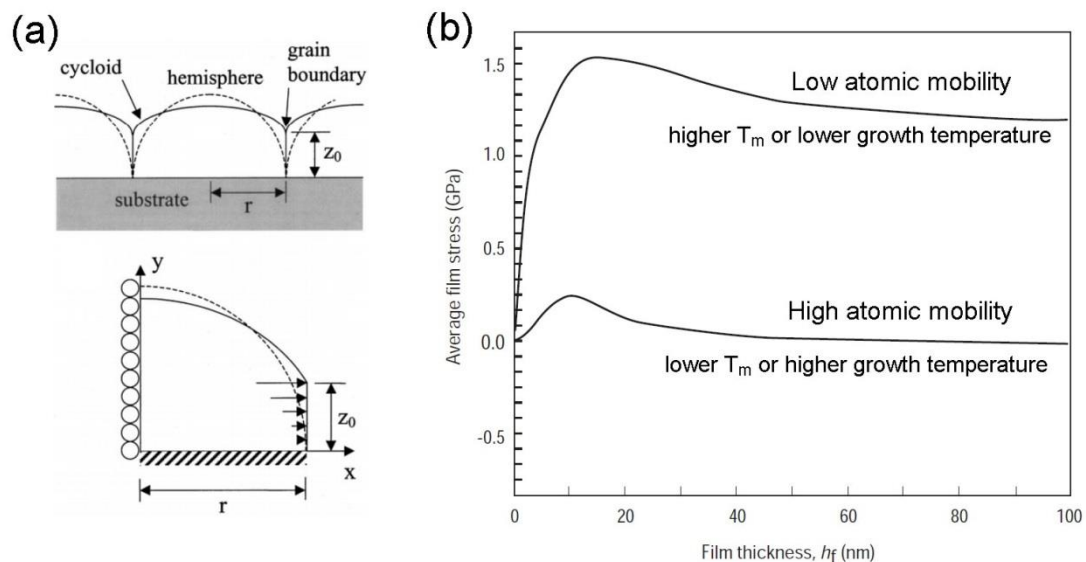 (a)
cycloid
hemisphere
grain
boundary
z₀
substrate
r
y
z₀
x
r
(b)
1.5
1.0
0.5
0.0
-0.5
Average film stress (GPa)
Low atomic mobility
higher Tₘ or lower growth temperature
High atomic mobility
lower Tₘ or higher growth temperature
0
20
40
60
80
100
Film thickness, h_f (nm)